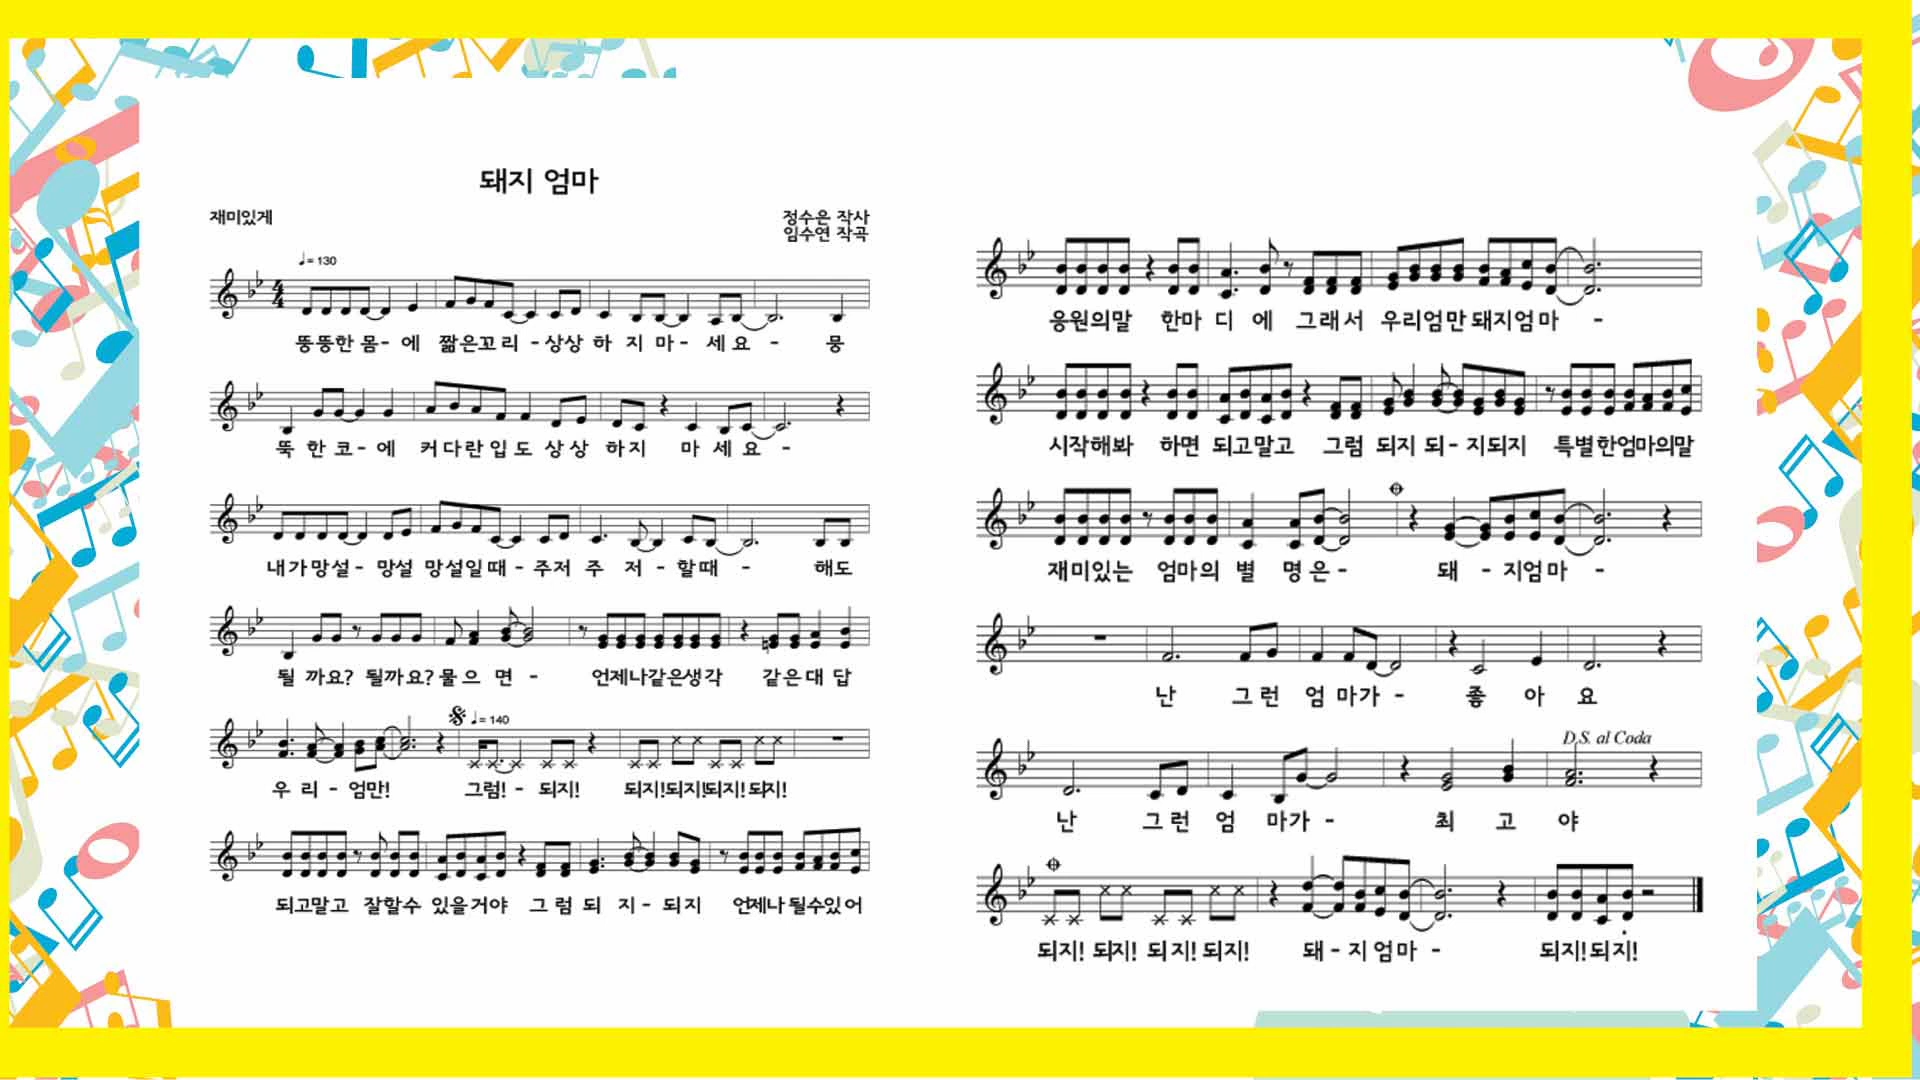 돼지 엄마
재미있게
정수은 작사
임수연 작곡
♩= 130
4
4
뚱뚱한 몸- 에 짧은꼬 리 -상상 하 지 마- 세 요 - 뭉
뚝 한 코- 에 커다란입도 상상 하지 마 세 요 -
내가망설- 망설 망설일때-주저 주 저 -할때 - 해도
될 까요? 될까요? 물 으 면 - 언제나같은생각 같은대 답
♩= 140
우 리 - 엄만! 그럼! - 되지! 되지!되지!되지! 되지!
되고말고 잘할수 있을거야 그 럼 되 지- 되지 언제나 될수있어
응원의말 한마 디 에 그래서 우리엄만 돼지엄마 -
시작해봐 하면 되고말고 그럼 되지 되- 지되지 특별한엄마의말
재미있는 엄마의 별 명은- 돼 - 지엄마 -
난 그런 엄 마가 - 좋 아 요
D.S. al Coda
난 그런 엄 마가 - 최 고 야
되지! 되지! 되지! 되지! 돼-지엄마 - 되지!되지!